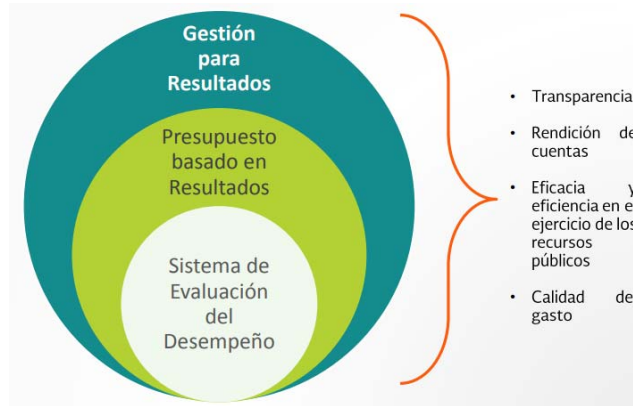 Gestión
para
Resultados
Presupuesto
basado en
Resultados
Sistema de
Evaluación
del
Desempeño
• Transparencia
• Rendición de
cuentas
• Eficacia y
eficiencia en e
ejercicio de los
recursos
públicos
• Calidad de
gasto